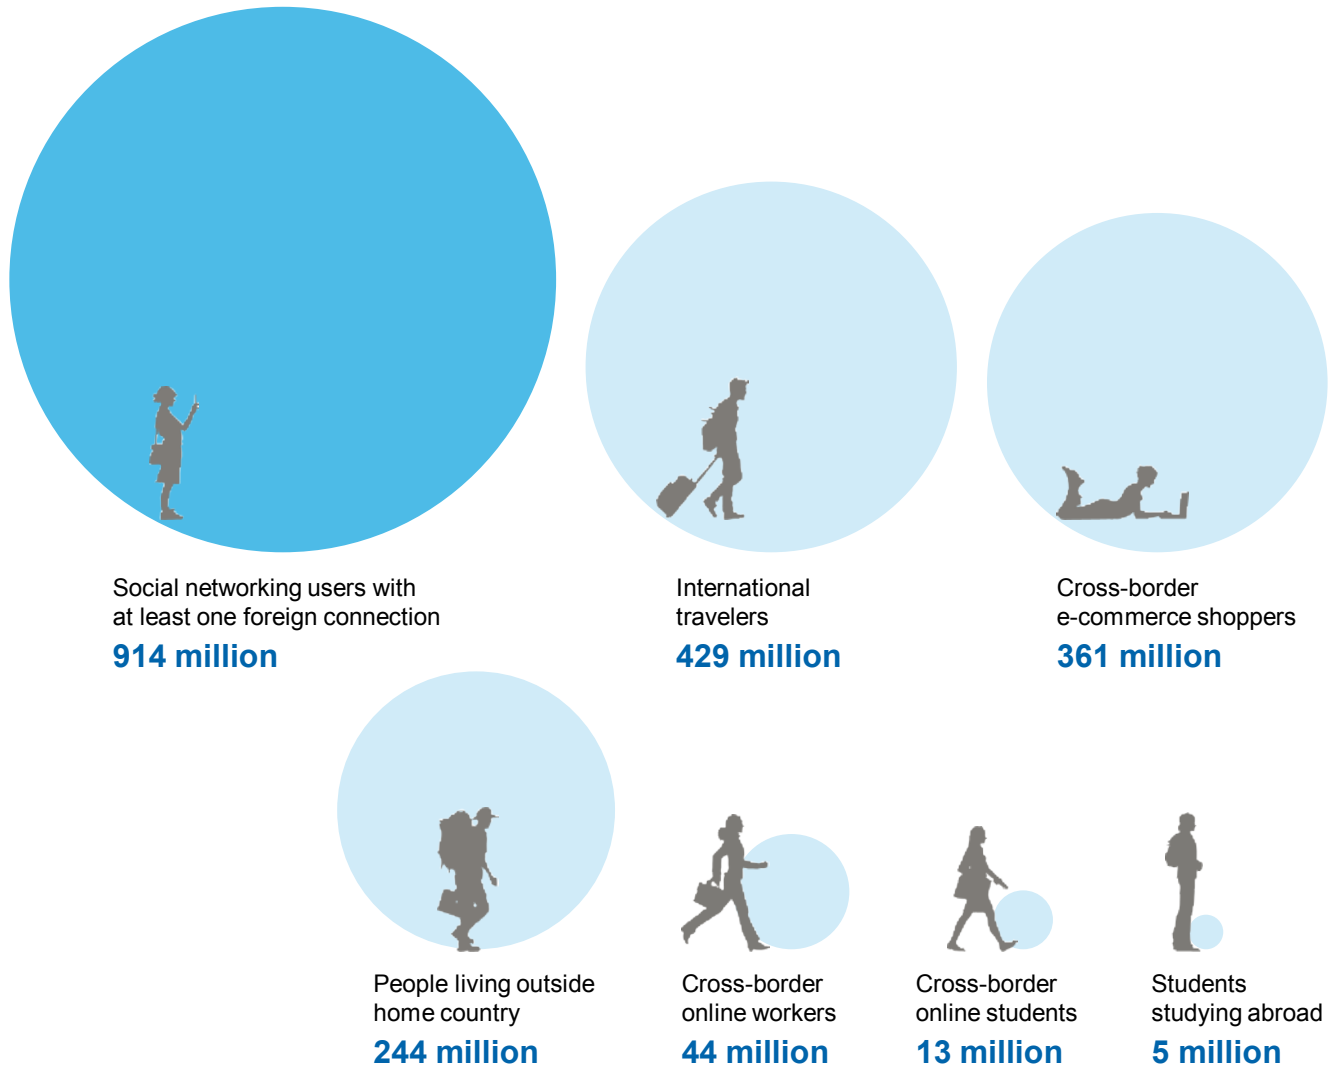 Social networking users with
at least one foreign connection
914 million
International
travelers
429 million
Cross-border
e-commerce shoppers
361 million
People living outside
home country
244 million
Cross-border
online workers
44 million
Cross-border
online students
13 million
Students
studying abroad
5 million